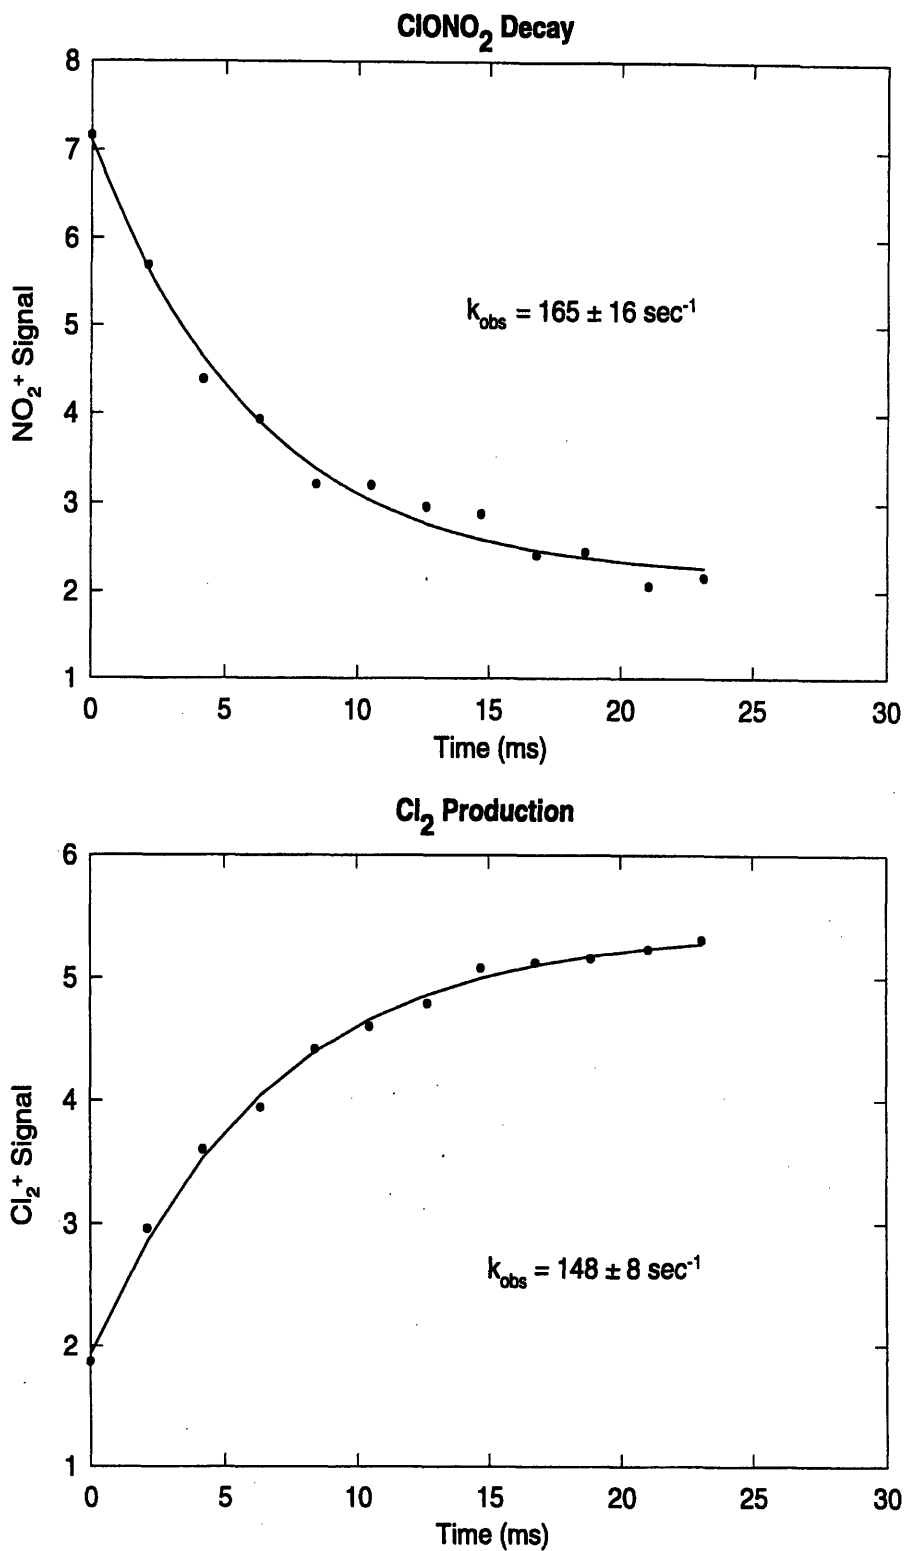 ClONO₂ Decay
8
7
6
5
4
3
2
1
NO₂⁺ Signal
k_obs = 165 ± 16 sec⁻¹
0 5 10 15 20 25 30
Time (ms)
Cl₂ Production
6
5
4
3
2
1
Cl₂⁺ Signal
k_obs = 148 ± 8 sec⁻¹
0 5 10 15 20 25 30
Time (ms)